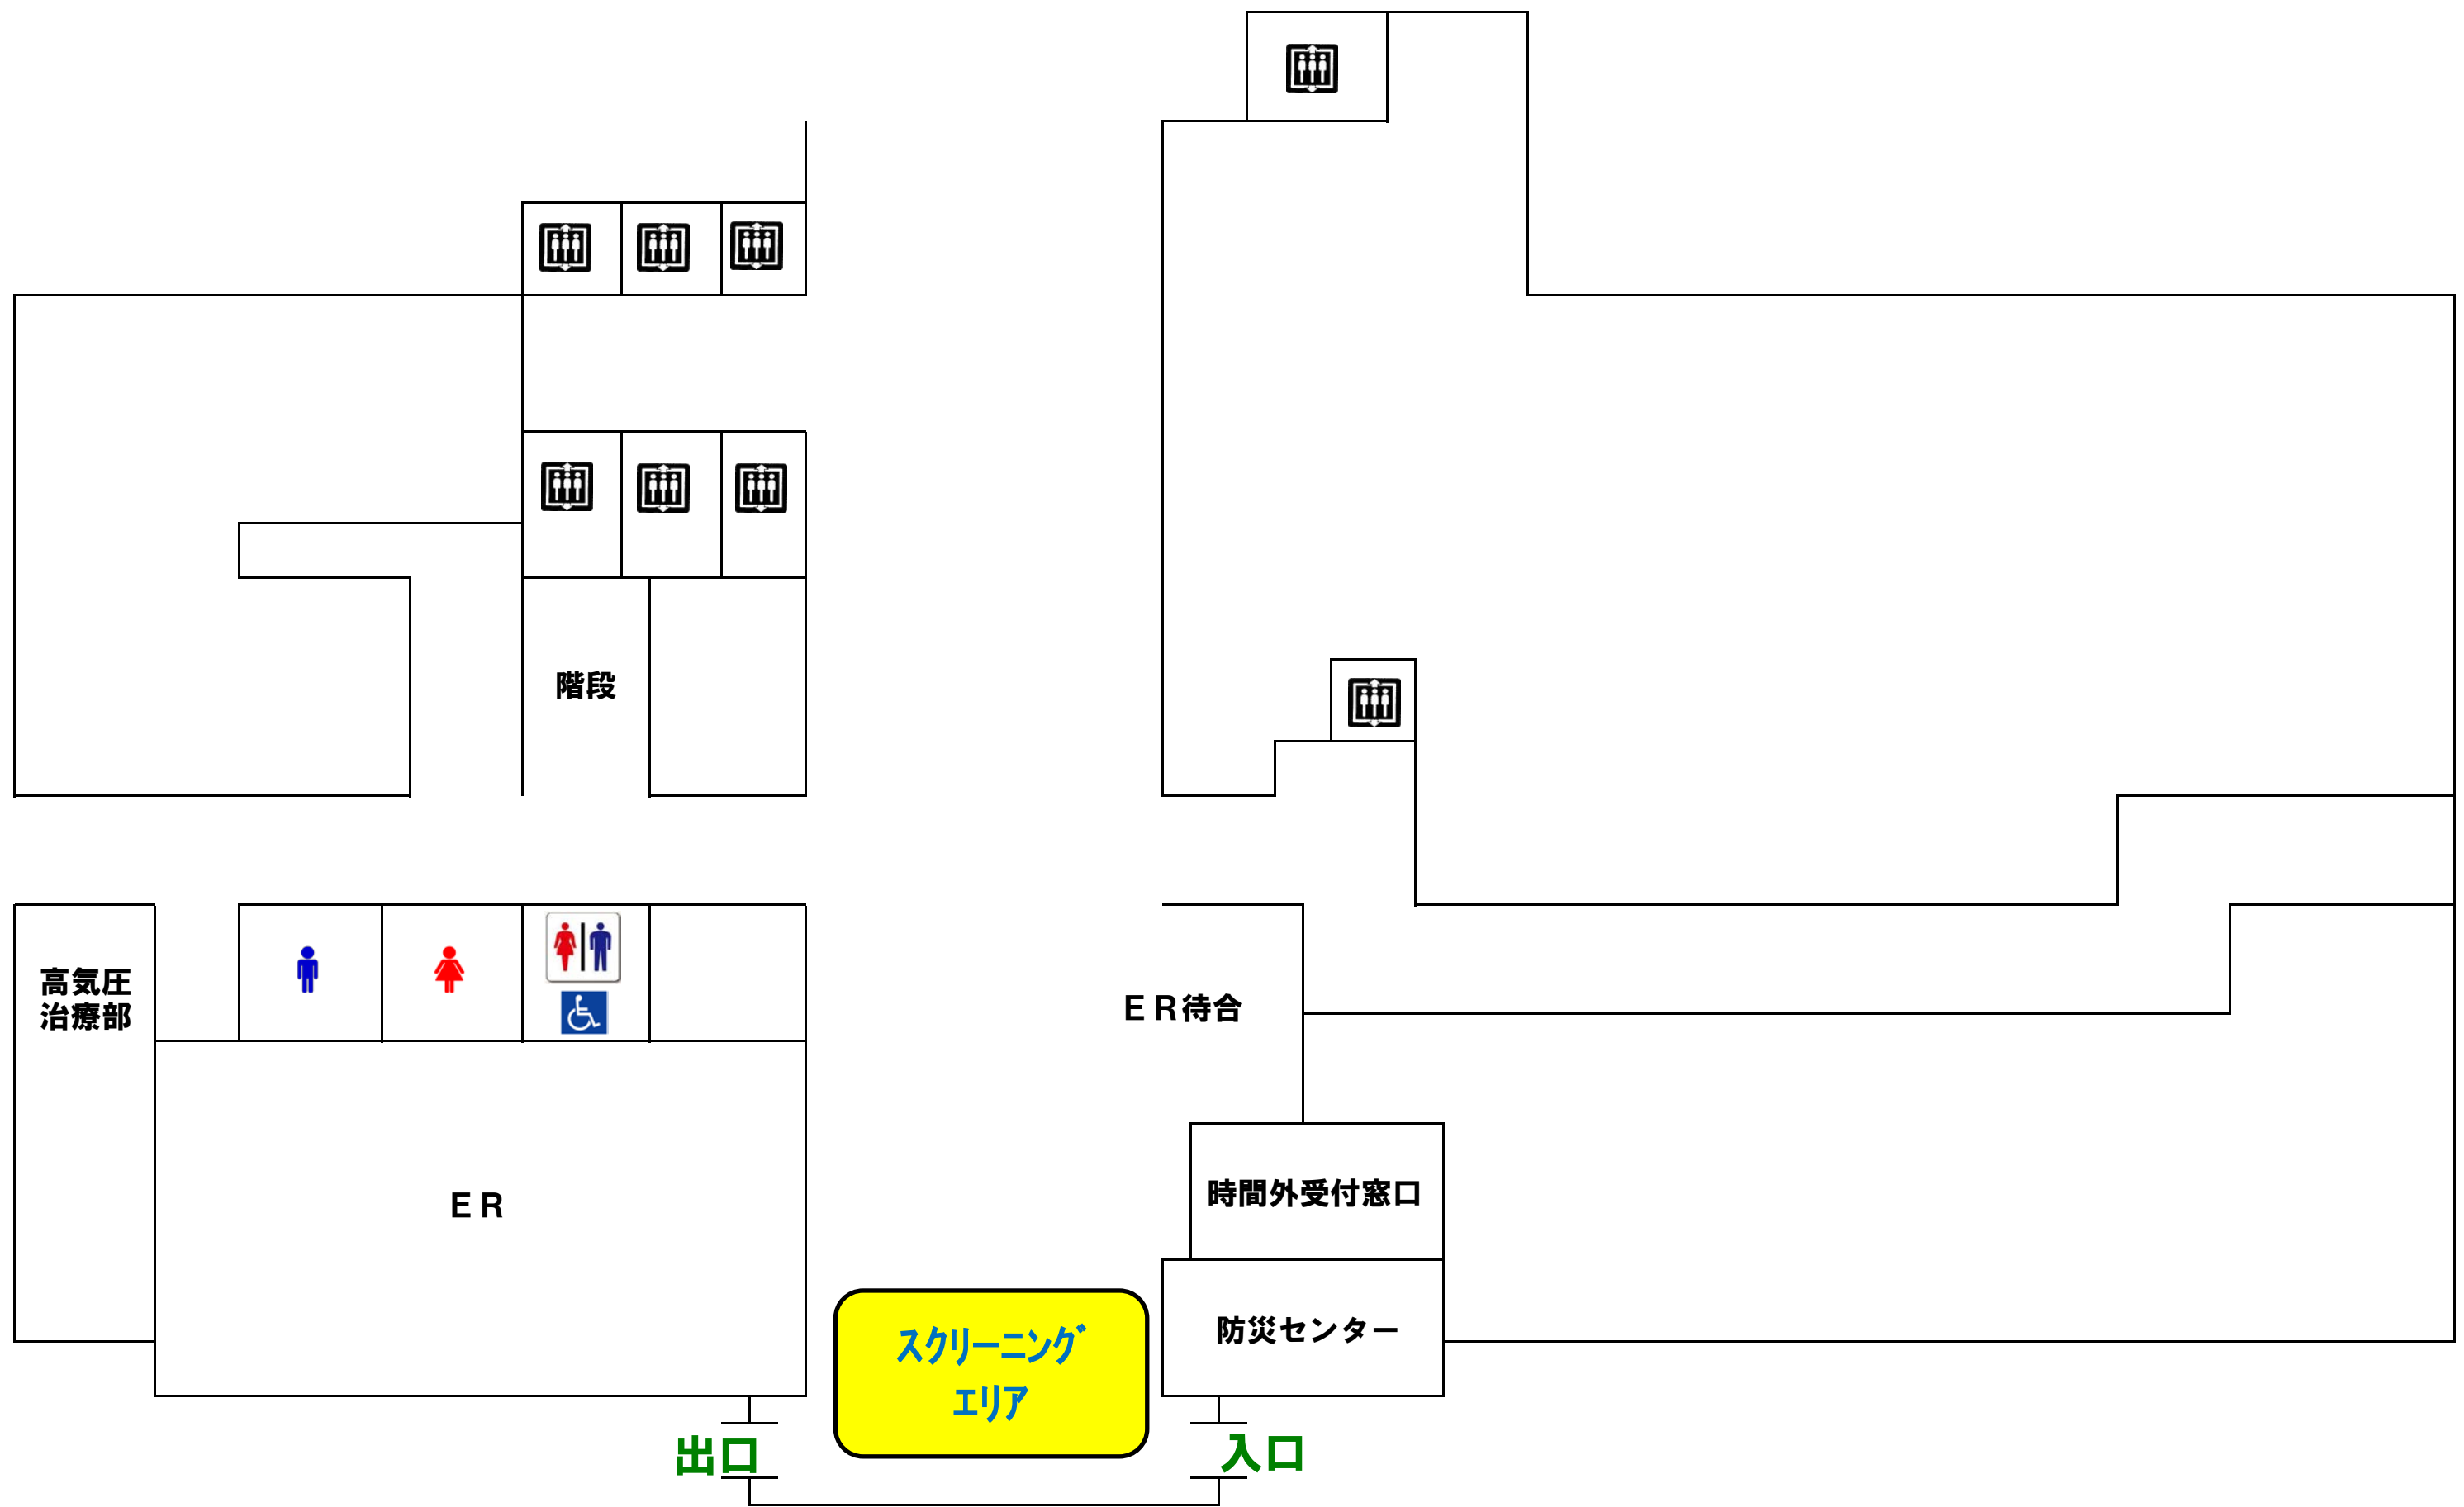 階段
高気圧
治療部
ＥＲ待合
ＥＲ
時間外受付窓口
防災センター
スクリーニング
エリア
出口
入口